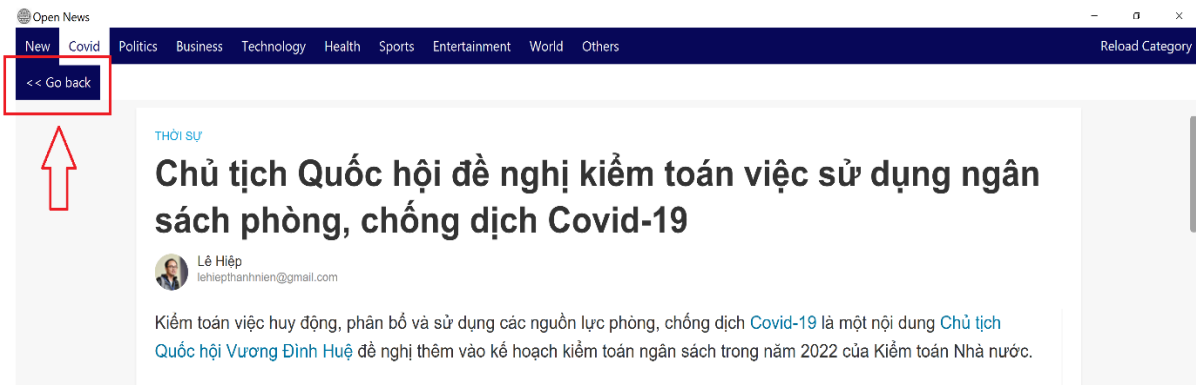 Open News
New Covid Politics Business Technology Health Sports Entertainment World Others Reload Category
<< Go back
THỜI SỰ
Chủ tịch Quốc hội đề nghị kiểm toán việc sử dụng ngân
sách phòng, chống dịch Covid-19
Lê Hiệp
lehiepthanhnien@gmail.com
Kiểm toán việc huy động, phân bổ và sử dụng các nguồn lực phòng, chống dịch Covid-19 là một nội dung Chủ tịch
Quốc hội Vương Đình Huệ đề nghị thêm vào kế hoạch kiểm toán ngân sách trong năm 2022 của Kiểm toán Nhà nước.